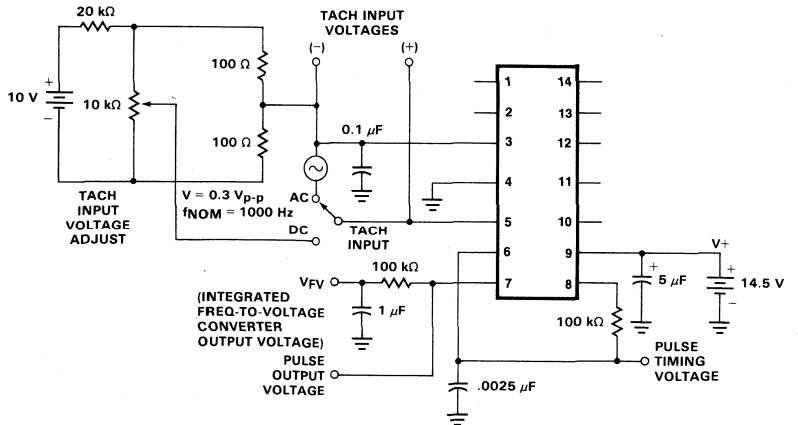 20 kΩ
TACH INPUT
VOLTAGES
(−)
(+)
100 Ω
+
10 V
−
10 kΩ
100 Ω
0.1 μF
1
14
2
13
3
12
4
11
5
10
6
9
7
8
TACH
INPUT
VOLTAGE
ADJUST
V = 0.3 Vp-p
fNOM = 1000 Hz
AC
DC
TACH
INPUT
V+
+
5 μF
+
14.5 V
−
100 kΩ
VFV
(INTEGRATED
FREQ-TO-VOLTAGE
CONVERTER
OUTPUT VOLTAGE)
1 μF
100 kΩ
PULSE
OUTPUT
VOLTAGE
PULSE
TIMING
VOLTAGE
.0025 μF